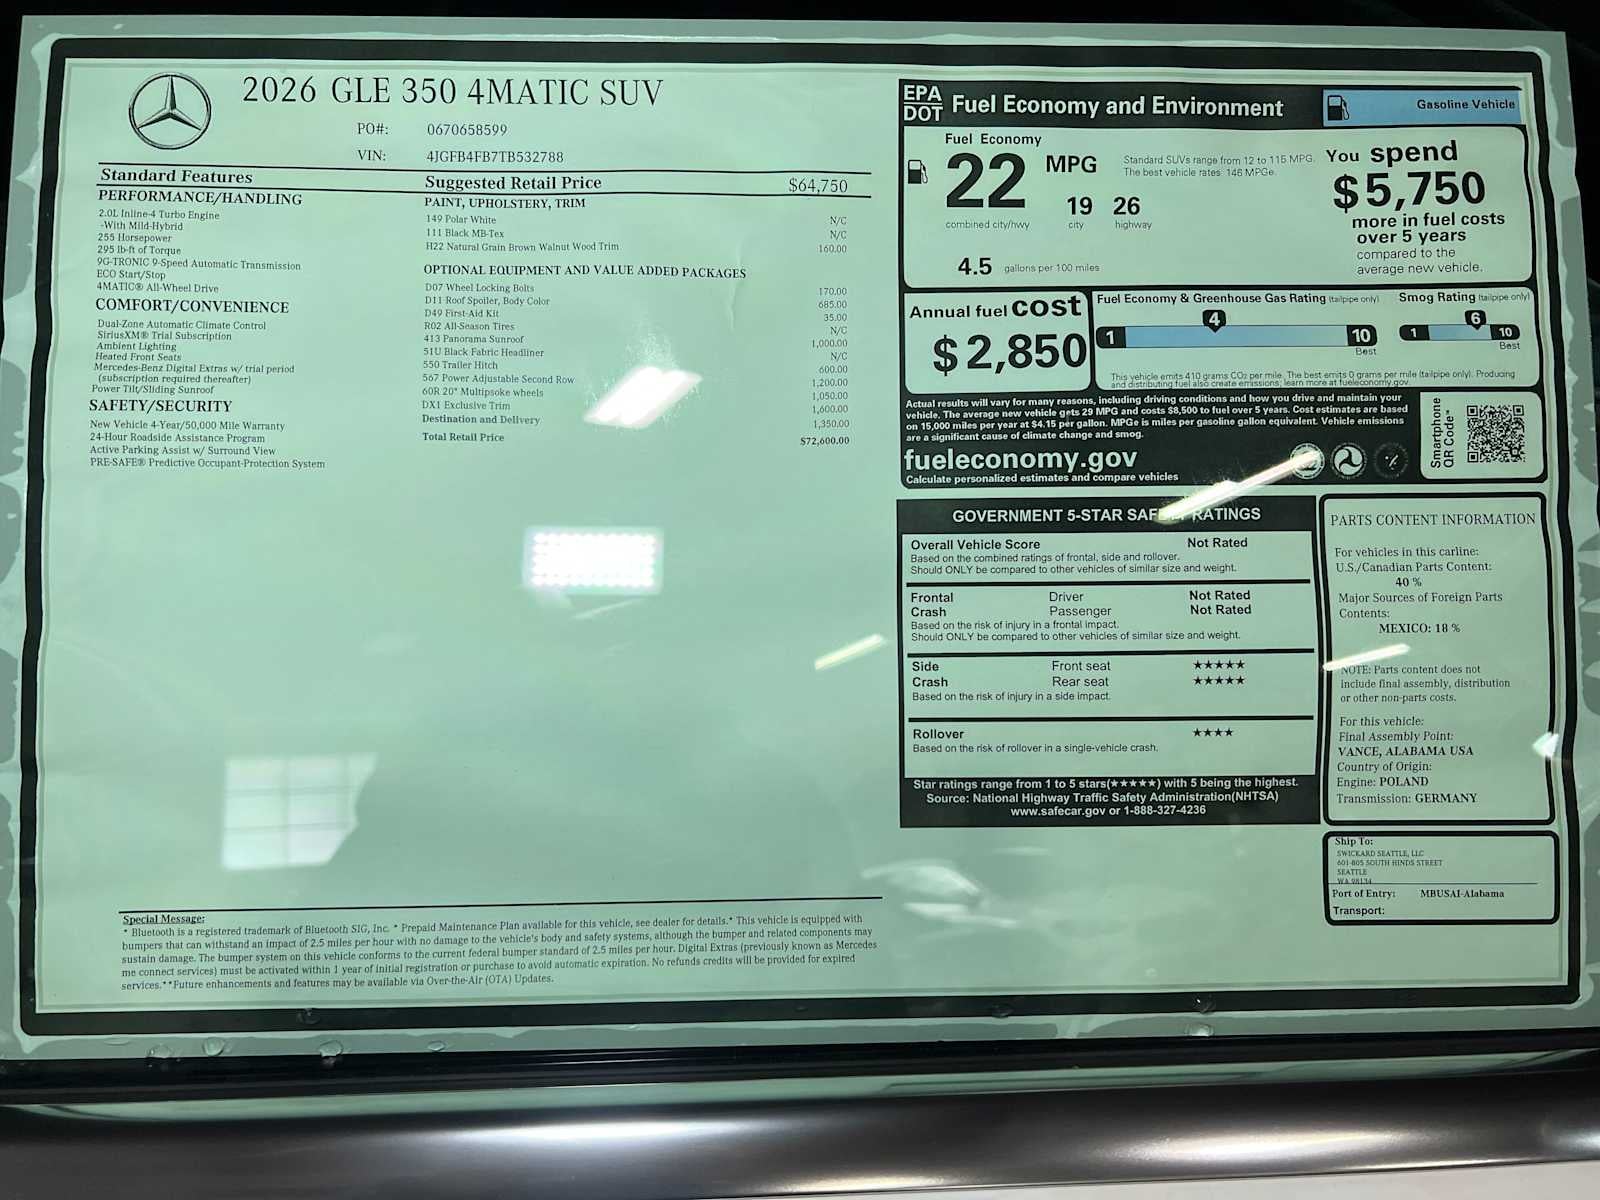 2026 GLE 350 4MATIC SUV
PO#: 0670658599
VIN: 4JGFB4FB7TB532788
Standard Features
PERFORMANCE/HANDLING
2.0L Inline-4 Turbo Engine
-With Mild-Hybrid
255 Horsepower
295 lb-ft of Torque
9G-TRONIC 9-Speed Automatic Transmission
ECO Start/Stop
4MATIC® All-Wheel Drive
COMFORT/CONVENIENCE
Dual-Zone Automatic Climate Control
SiriusXM® Trial Subscription
Ambient Lighting
Heated Front Seats
Mercedes-Benz Digital Extras w/ trial period
(subscription required thereafter)
Power Tilt/Sliding Sunroof
SAFETY/SECURITY
New Vehicle 4-Year/50,000 Mile Warranty
24-Hour Roadside Assistance Program
Active Parking Assist w/ Surround View
PRE-SAFE® Predictive Occupant-Protection System
Suggested Retail Price $64,750
PAINT, UPHOLSTERY, TRIM
149 Polar White N/C
111 Black MB-Tex N/C
H22 Natural Grain Brown Walnut Wood Trim 160.00
OPTIONAL EQUIPMENT AND VALUE ADDED PACKAGES
D07 Wheel Locking Bolts 170.00
D11 Roof Spoiler, Body Color 685.00
D49 First-Aid Kit 35.00
R02 All-Season Tires N/C
413 Panorama Sunroof 1,000.00
51U Black Fabric Headliner N/C
550 Trailer Hitch 600.00
567 Power Adjustable Second Row 1,200.00
60R 20" Multipsoke wheels 1,050.00
DX1 Exclusive Trim 1,600.00
Destination and Delivery 1,350.00
Total Retail Price $72,600.00
Special Message:
* Bluetooth is a registered trademark of Bluetooth SIG, Inc. * Prepaid Maintenance Plan available for this vehicle, see dealer for details.* This vehicle is equipped with
bumpers that can withstand an impact of 2.5 miles per hour with no damage to the vehicle's body and safety systems, although the bumper and related components may
sustain damage. The bumper system on this vehicle conforms to the current federal bumper standard of 2.5 miles per hour. Digital Extras (previously known as Mercedes
me connect services) must be activated within 1 year of initial registration or purchase to avoid automatic expiration. No refunds credits will be provided for expired
services.**Future enhancements and features may be available via Over-the-Air (OTA) Updates.
EPA
DOT
Fuel Economy and Environment
Gasoline Vehicle
Fuel Economy
22 MPG
combined city/hwy
19 city
26 highway
Standard SUVs range from 12 to 115 MPG.
The best vehicle rates 146 MPGe.
4.5 gallons per 100 miles
You spend
$5,750
more in fuel costs
over 5 years
compared to the
average new vehicle.
Annual fuel cost
$2,850
Fuel Economy & Greenhouse Gas Rating (tailpipe only)
4
1 10
Best
Smog Rating (tailpipe only)
6
1 10
Best
This vehicle emits 410 grams CO₂ per mile. The best emits 0 grams per mile (tailpipe only). Producing
and distributing fuel also create emissions; learn more at fueleconomy.gov.
Actual results will vary for many reasons, including driving conditions and how you drive and maintain your
vehicle. The average new vehicle gets 29 MPG and costs $8,500 to fuel over 5 years. Cost estimates are based
on 15,000 miles per year at $4.15 per gallon. MPGe is miles per gasoline gallon equivalent. Vehicle emissions
are a significant cause of climate change and smog.
fueleconomy.gov
Calculate personalized estimates and compare vehicles
Smartphone
QR Code™
GOVERNMENT 5-STAR SAFETY RATINGS
Overall Vehicle Score Not Rated
Based on the combined ratings of frontal, side and rollover.
Should ONLY be compared to other vehicles of similar size and weight.
Frontal Driver Not Rated
Crash Passenger Not Rated
Based on the risk of injury in a frontal impact.
Should ONLY be compared to other vehicles of similar size and weight.
Side Front seat ★★★★★
Crash Rear seat ★★★★★
Based on the risk of injury in a side impact.
Rollover ★★★★
Based on the risk of rollover in a single-vehicle crash.
Star ratings range from 1 to 5 stars(★★★★★) with 5 being the highest.
Source: National Highway Traffic Safety Administration(NHTSA)
www.safecar.gov or 1-888-327-4236
PARTS CONTENT INFORMATION
For vehicles in this carline:
U.S./Canadian Parts Content:
40 %
Major Sources of Foreign Parts
Contents:
MEXICO: 18 %
NOTE: Parts content does not
include final assembly, distribution
or other non-parts costs.
For this vehicle:
Final Assembly Point:
VANCE, ALABAMA USA
Country of Origin:
Engine: POLAND
Transmission: GERMANY
Ship To:
SWICKARD SEATTLE, LLC
601-805 SOUTH HINDS STREET
SEATTLE
WA 98134
Port of Entry: MBUSAI-Alabama
Transport: